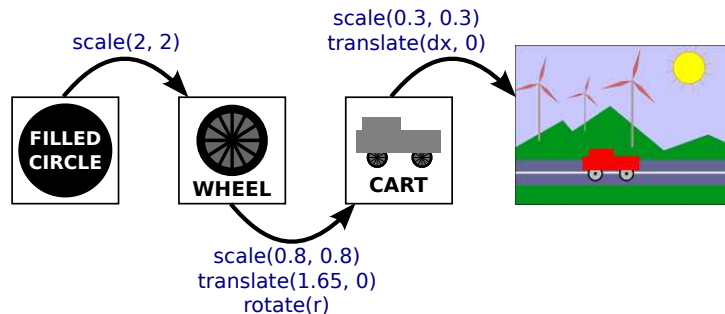 scale(2, 2)
scale(0.3, 0.3)
translate(dx, 0)
FILLED
CIRCLE
WHEEL
CART
scale(0.8, 0.8)
translate(1.65, 0)
rotate(r)